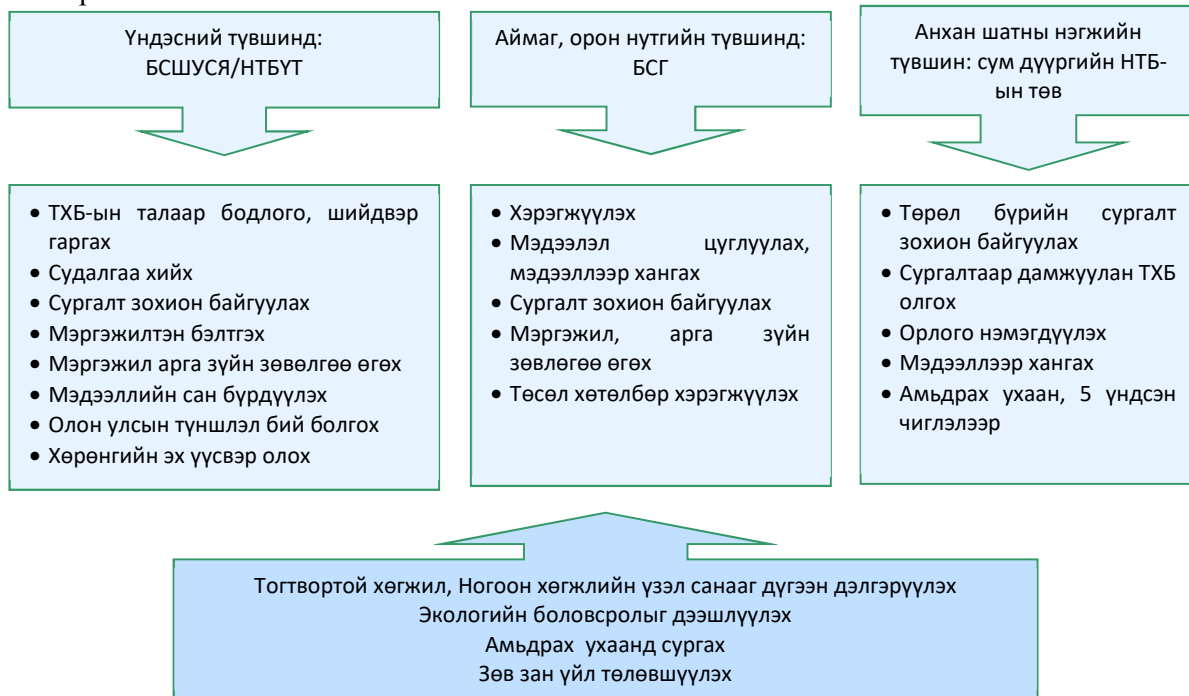 Үндэсний түвшинд:
БСШУСЯ/НТБҮТ
Аймаг, орон нутгийн түвшинд:
БСГ
Анхан шатны нэгжийн
түвшин: сум дүүргийн НТБ-
ын төв
• ТХБ-ын талаар бодлого, шийдвэр
гаргах
• Судалгаа хийх
• Сургалт зохион байгуулах
• Мэргэжилтэн бэлтгэх
• Мэргэжил арга зүйн зөвөлгөө өгөх
• Мэдээллийн сан бүрдүүлэх
• Олон улсын түншлэл бий болгох
• Хөрөнгийн эх үүсвэр олох
• Хэрэгжүүлэх
• Мэдээлэл цуглуулах,
мэдээллээр хангах
• Сургалт зохион байгуулах
• Мэргэжил, арга зүйн
зөвлөгөө өгөх
• Төсөл хөтөлбөр хэрэгжүүлэх
• Төрөл бүрийн сургалт
зохион байгуулах
• Сургалтаар дамжуулан ТХБ
олгох
• Орлого нэмэгдүүлэх
• Мэдээллээр хангах
• Амьдрах ухаан, 5 үндсэн
чиглэлээр
Тогтвортой хөгжил, Ногоон хөгжлийн үзэл санааг дүгээн дэлгэрүүлэх
Экологийн боловсролыг дээшлүүлэх
Амьдрах ухаанд сургах
Зөв зан үйл төлөвшүүлэх